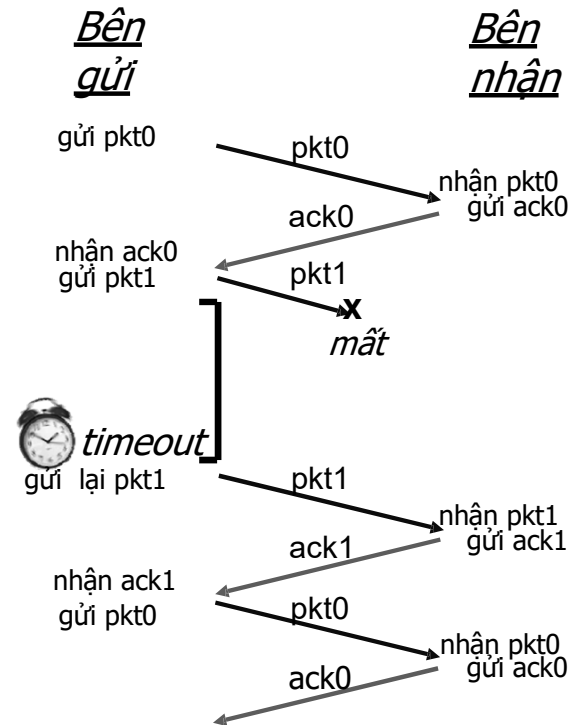 Bên
gửi
Bên
nhận
gửi pkt0
pkt0
nhận pkt0
gửi ack0
ack0
nhận ack0
gửi pkt1
pkt1
X
mất
timeout
gửi lại pkt1
pkt1
nhận pkt1
gửi ack1
ack1
nhận ack1
gửi pkt0
pkt0
nhận pkt0
gửi ack0
ack0